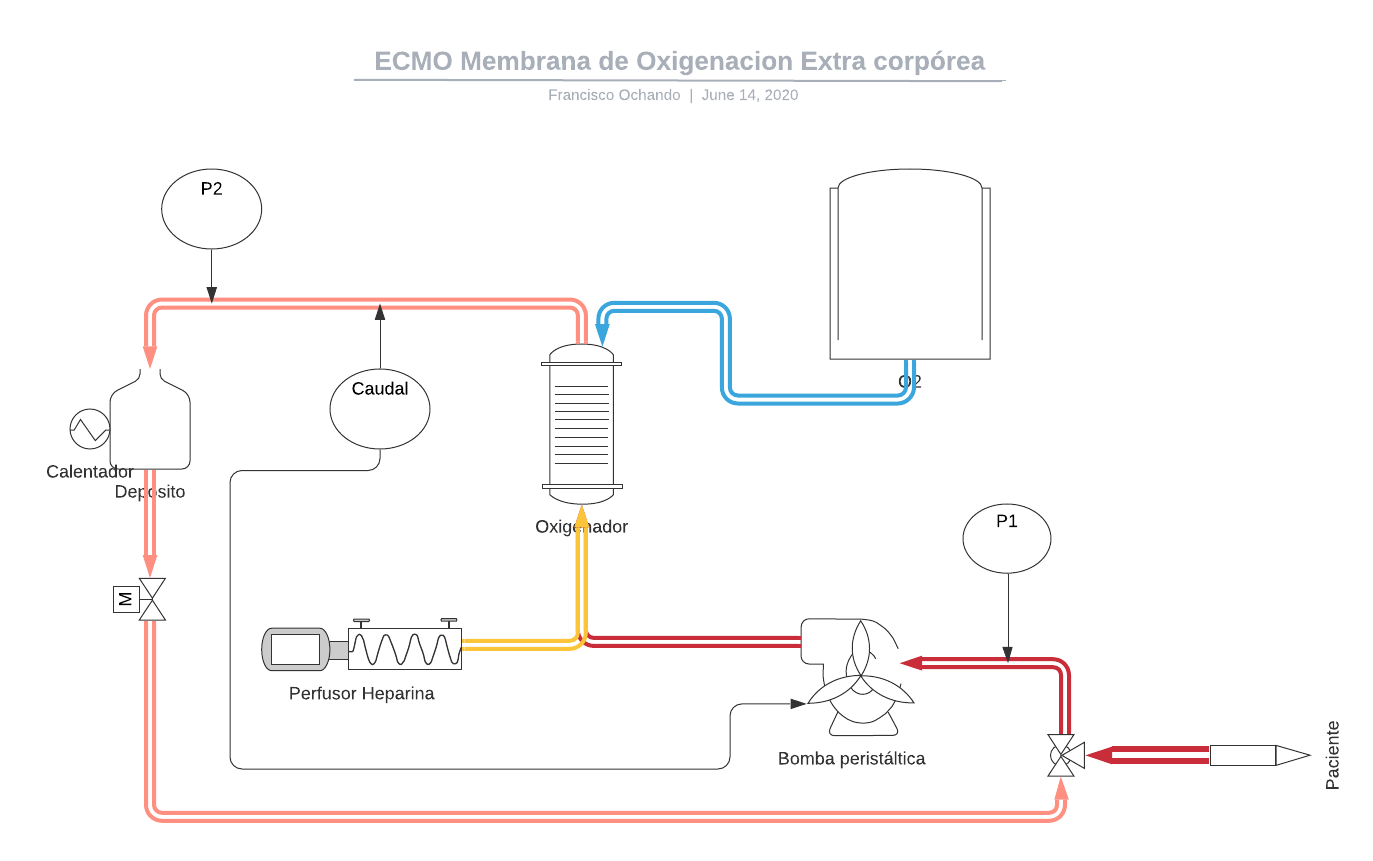 ECMO Membrana de Oxigenacion Extra corpórea
Francisco Ochando | June 14, 2020
P2
O2
Caudal
Calentador
Deposito
Oxigenador
P1
M
Perfusor Heparina
Bomba peristáltica
Paciente